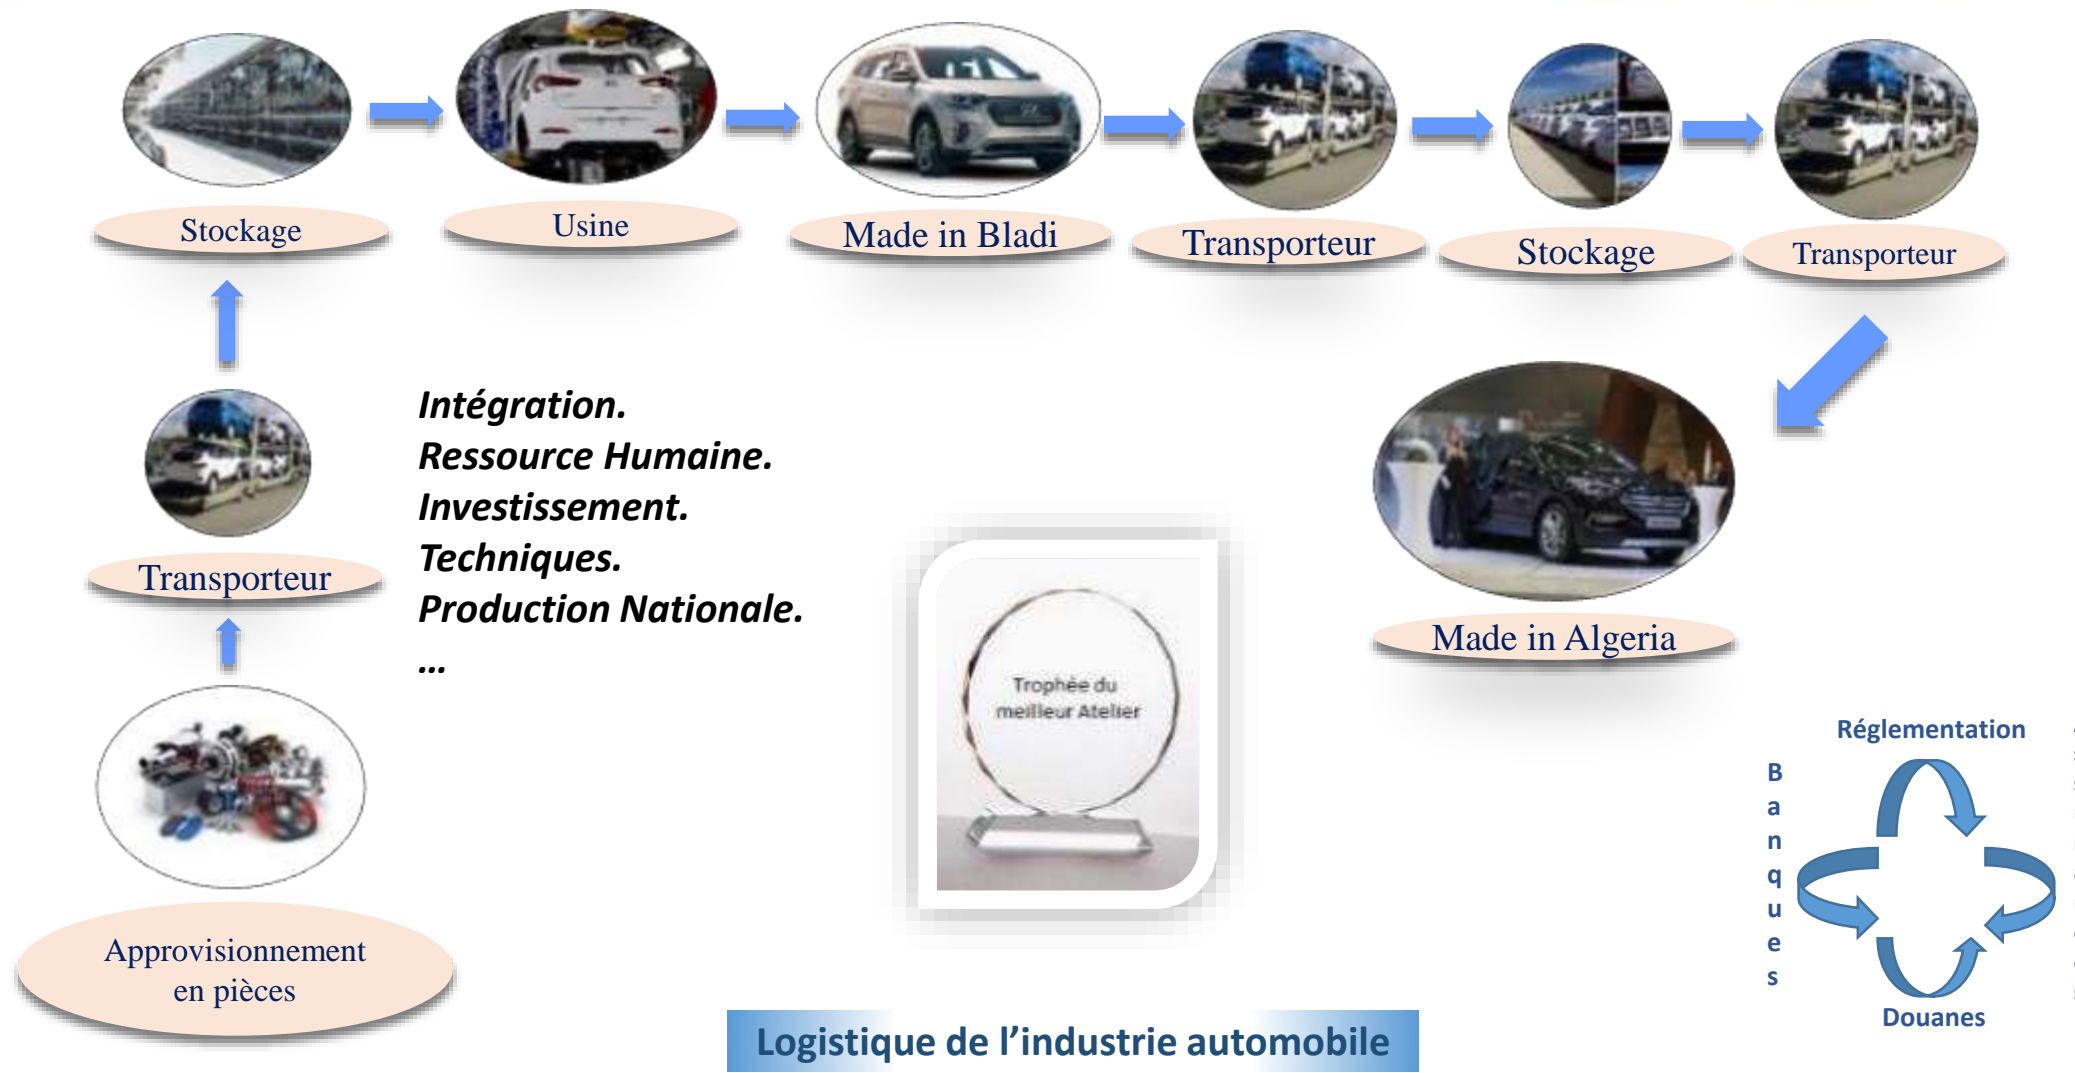 Stockage
Usine
Made in Bladi
Transporteur
Stockage
Transporteur
Transporteur
Approvisionnement
en pièces
Intégration.
Ressource Humaine.
Investissement.
Techniques.
Production Nationale.
...
Trophée du
meilleur Atelier
Made in Algeria
Réglementation
B
a
n
q
u
e
s
Douanes
Logistique de l’industrie automobile